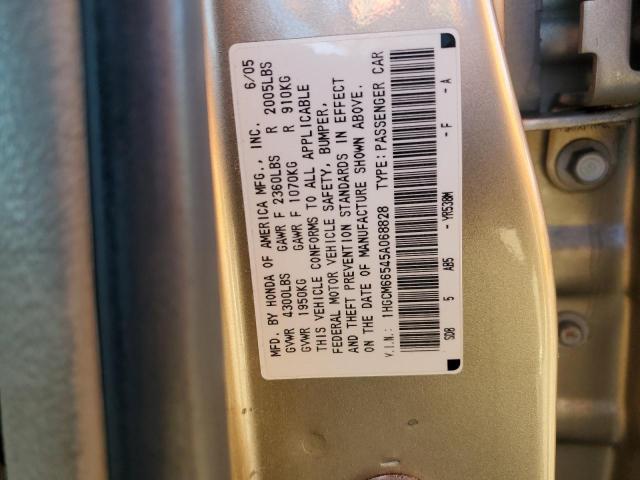 MFD. BY HONDA OF AMERICA MFG., INC. 6/05
GVWR 4300LBS GAWR F 2360LBS R 2005LBS
GVWR 1950KG GAWR F 1070KG R 910KG
THIS VEHICLE CONFORMS TO ALL APPLICABLE
FEDERAL MOTOR VEHICLE SAFETY, BUMPER,
AND THEFT PREVENTION STANDARDS IN EFFECT
ON THE DATE OF MANUFACTURE SHOWN ABOVE.
V.I.N.: 1HGCM66545A068828 TYPE: PASSENGER CAR
SDB 5 AB5 - YR538M - F - A